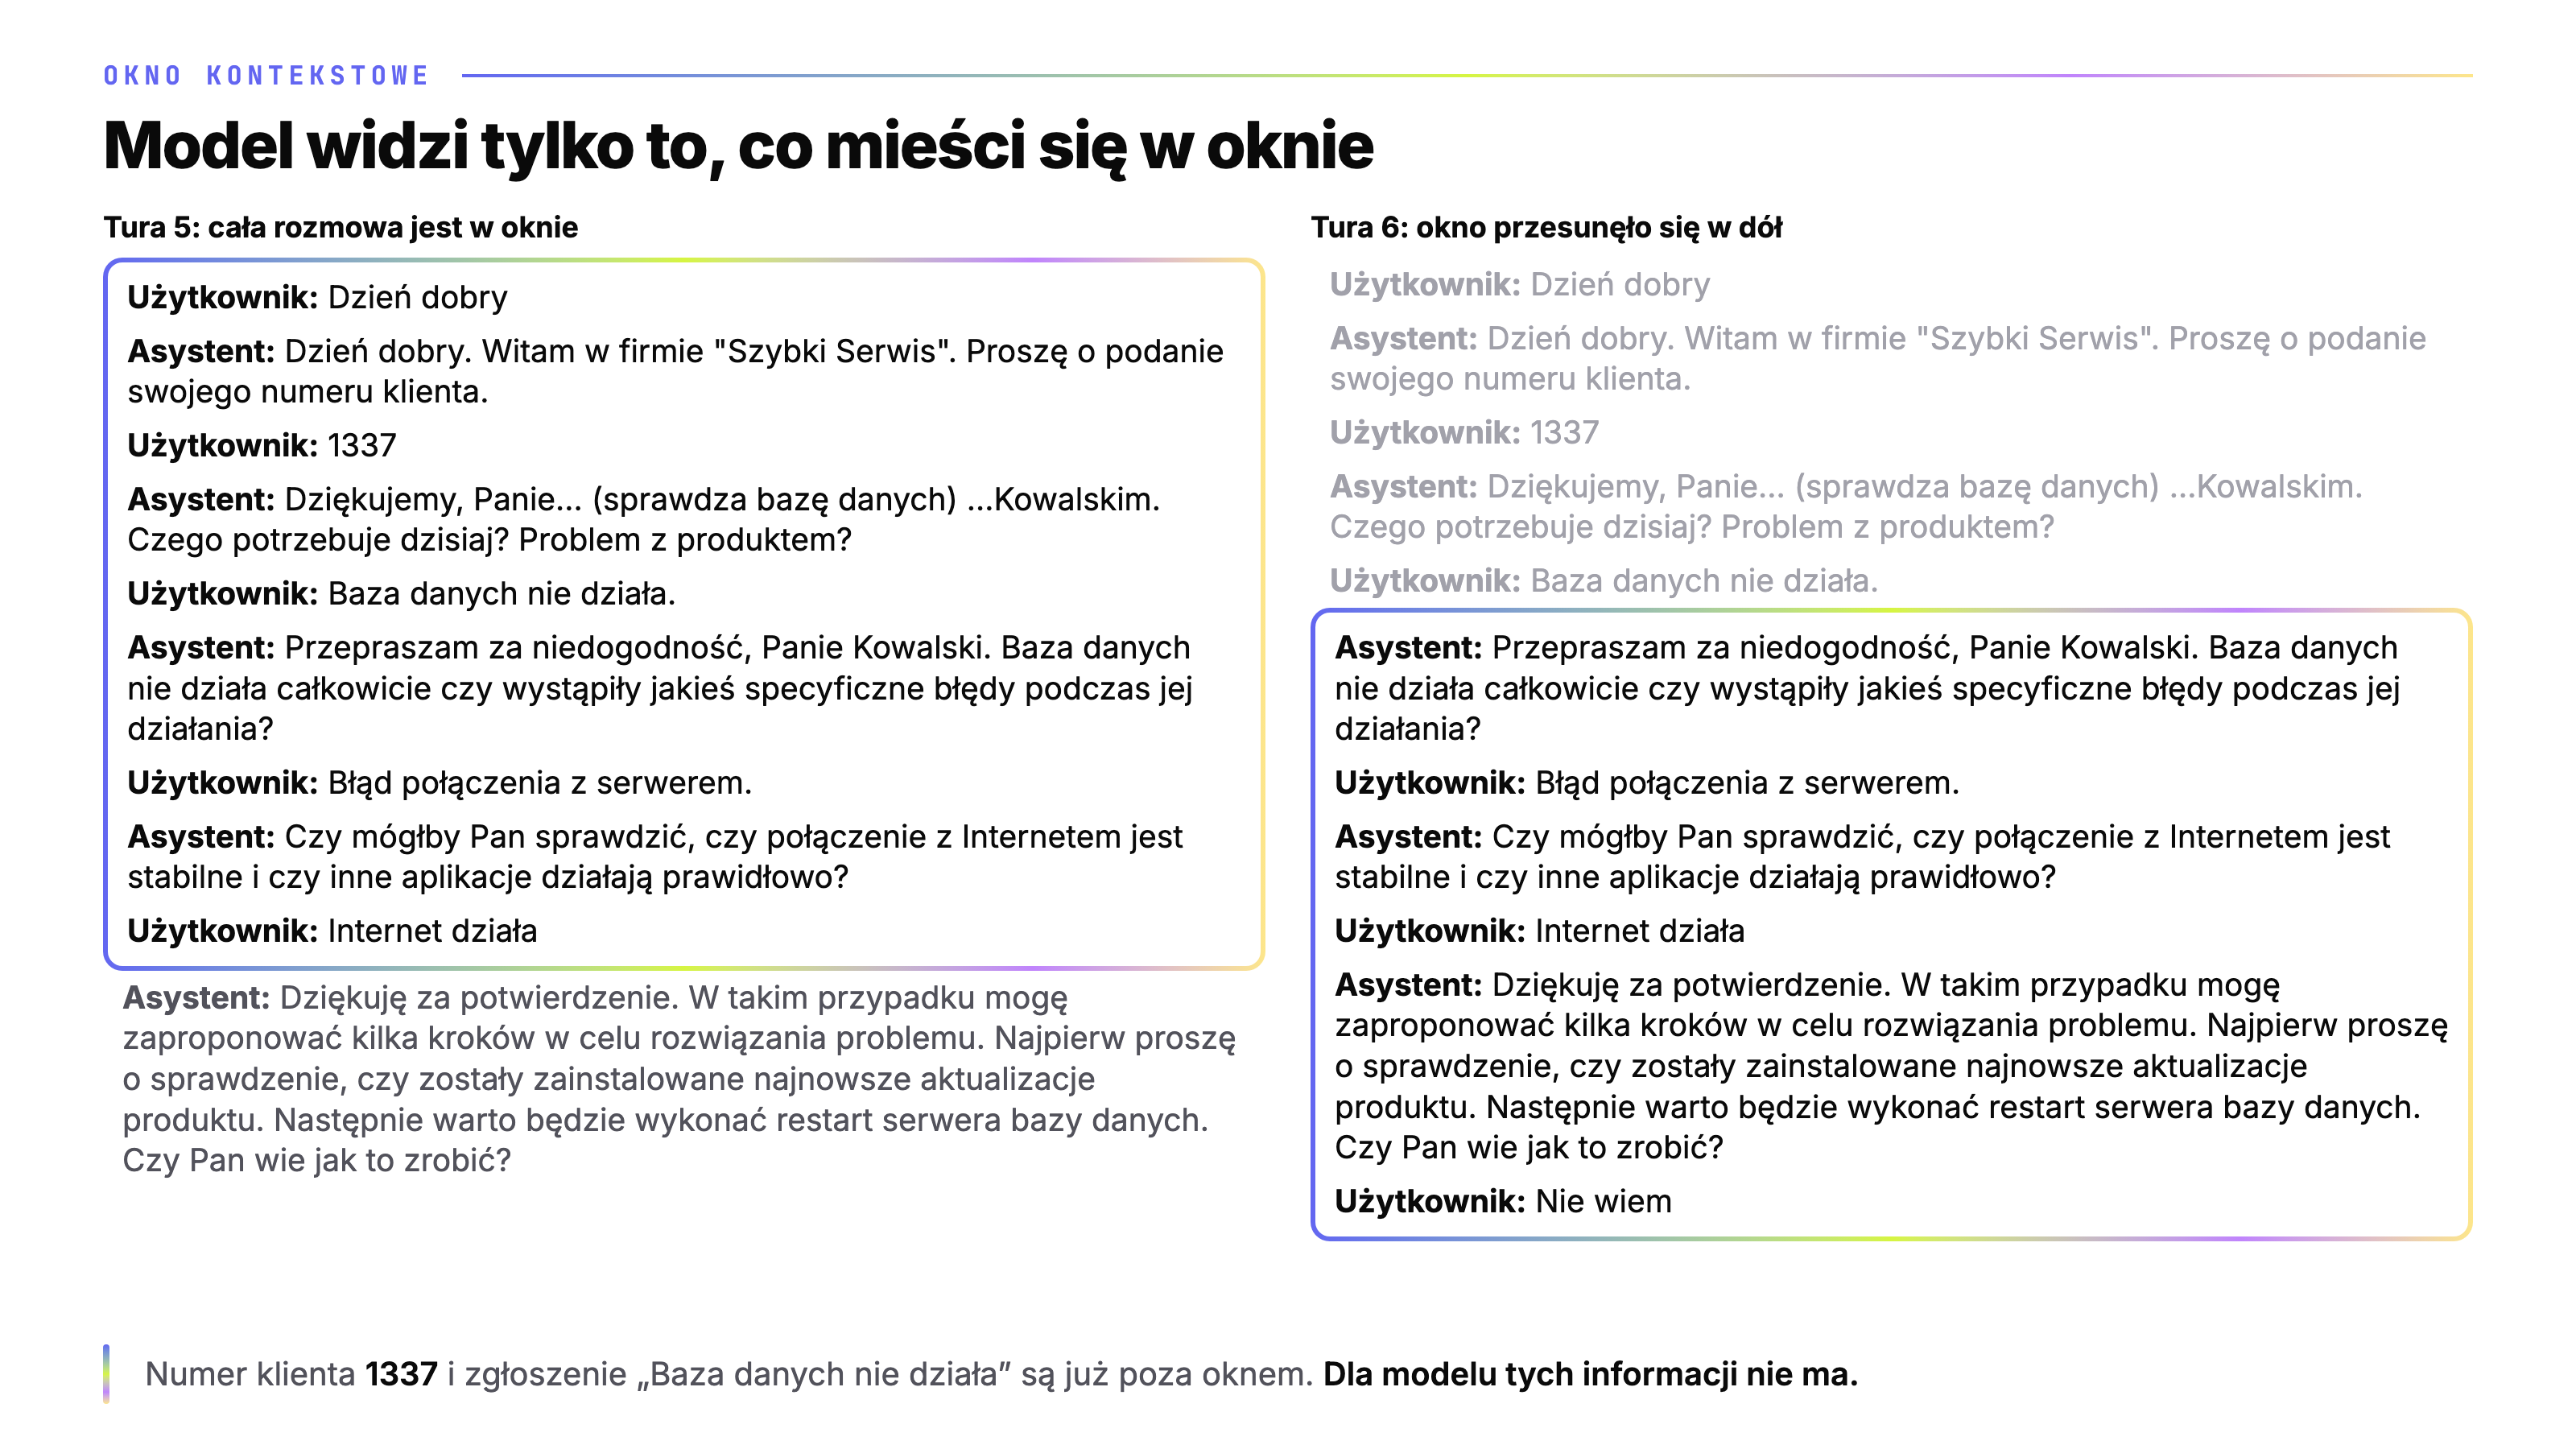 OKNO KONTEKSTOWE
Model widzi tylko to, co mieści się w oknie
Tura 5: cała rozmowa jest w oknie
Użytkownik: Dzień dobry
Asystent: Dzień dobry. Witam w firmie "Szybki Serwis". Proszę o podanie
swojego numeru klienta.
Użytkownik: 1337
Asystent: Dziękujemy, Panie... (sprawdza bazę danych) ...Kowalskim.
Czego potrzebuje dzisiaj? Problem z produktem?
Użytkownik: Baza danych nie działa.
Asystent: Przepraszam za niedogodność, Panie Kowalski. Baza danych
nie działa całkowicie czy wystąpiły jakieś specyficzne błędy podczas jej
działania?
Użytkownik: Błąd połączenia z serwerem.
Asystent: Czy mógłby Pan sprawdzić, czy połączenie z Internetem jest
stabilne i czy inne aplikacje działają prawidłowo?
Użytkownik: Internet działa
Asystent: Dziękuję za potwierdzenie. W takim przypadku mogę
zaproponować kilka kroków w celu rozwiązania problemu. Najpierw proszę
o sprawdzenie, czy zostały zainstalowane najnowsze aktualizacje
produktu. Następnie warto będzie wykonać restart serwera bazy danych.
Czy Pan wie jak to zrobić?
Tura 6: okno przesunęło się w dół
Użytkownik: Dzień dobry
Asystent: Dzień dobry. Witam w firmie "Szybki Serwis". Proszę o podanie
swojego numeru klienta.
Użytkownik: 1337
Asystent: Dziękujemy, Panie... (sprawdza bazę danych) ...Kowalskim.
Czego potrzebuje dzisiaj? Problem z produktem?
Użytkownik: Baza danych nie działa.
Asystent: Przepraszam za niedogodność, Panie Kowalski. Baza danych
nie działa całkowicie czy wystąpiły jakieś specyficzne błędy podczas jej
działania?
Użytkownik: Błąd połączenia z serwerem.
Asystent: Czy mógłby Pan sprawdzić, czy połączenie z Internetem jest
stabilne i czy inne aplikacje działają prawidłowo?
Użytkownik: Internet działa
Asystent: Dziękuję za potwierdzenie. W takim przypadku mogę
zaproponować kilka kroków w celu rozwiązania problemu. Najpierw proszę
o sprawdzenie, czy zostały zainstalowane najnowsze aktualizacje
produktu. Następnie warto będzie wykonać restart serwera bazy danych.
Czy Pan wie jak to zrobić?
Użytkownik: Nie wiem
Numer klienta 1337 i zgłoszenie „Baza danych nie działa” są już poza oknem. Dla modelu tych informacji nie ma.